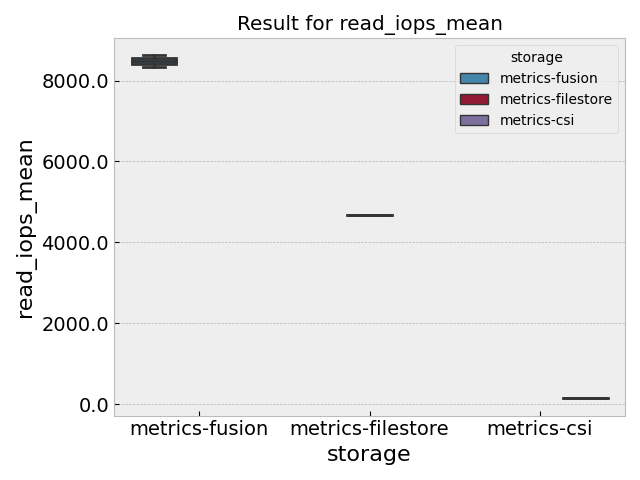 Result for read_iops_mean
storage
metrics-fusion
metrics-filestore
metrics-csi
read_iops_mean
8000.0
6000.0
4000.0
2000.0
0.0
metrics-fusion metrics-filestore metrics-csi
storage